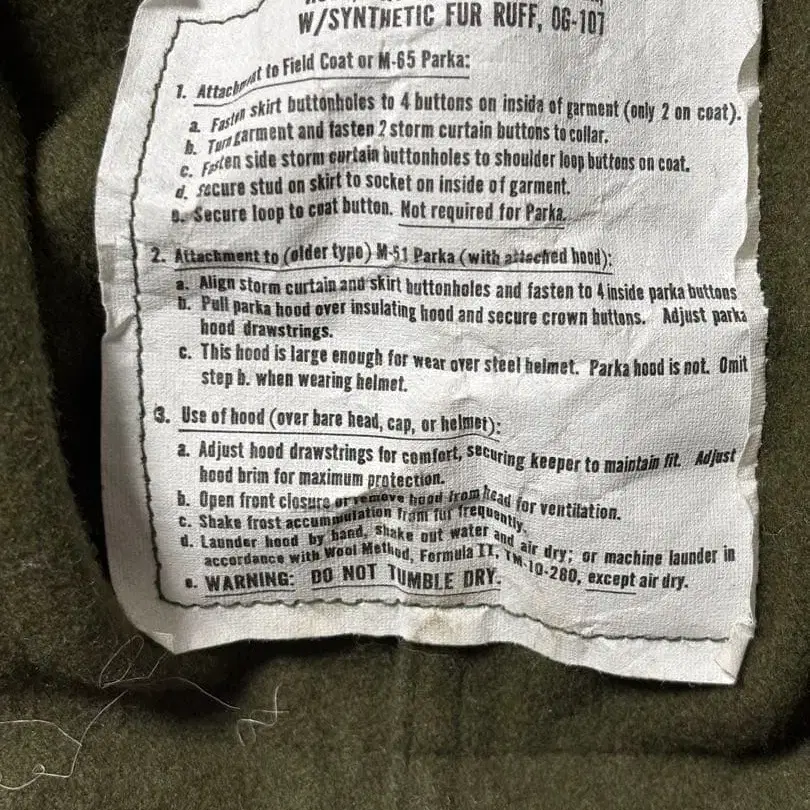 W/SYNTHETIC FUR RUFF, OG-107
1. Attachment to Field Coat or M-65 Parka:
a. Fasten skirt buttonholes to 4 buttons on inside of garment (only 2 on coat).
b. Turn garment and fasten 2 storm curtain buttons to collar.
c. Fasten side storm curtain buttonholes to shoulder loop buttons on coat.
d. Secure stud on skirt to socket on inside of garment.
e. Secure loop to coat button. Not required for Parka.
2. Attachment to (older type) M-51 Parka (with attached hood):
a. Align storm curtain and skirt buttonholes and fasten to 4 inside parka buttons
b. Pull parka hood over insulating hood and secure crown buttons. Adjust parka
hood drawstrings.
c. This hood is large enough for wear over steel helmet. Parka hood is not. Omit
step b. when wearing helmet.
3. Use of hood (over bare head, cap, or helmet):
a. Adjust hood drawstrings for comfort, securing keeper to maintain fit. Adjust
hood brim for maximum protection.
b. Open front closure or remove hood from head for ventilation.
c. Shake frost accummulation from fur frequently.
d. Launder hood by hand, shake out water and air dry; or machine launder in
accordance with Wool Method, Formula II, TM-10-280, except air dry.
e. WARNING: DO NOT TUMBLE DRY.